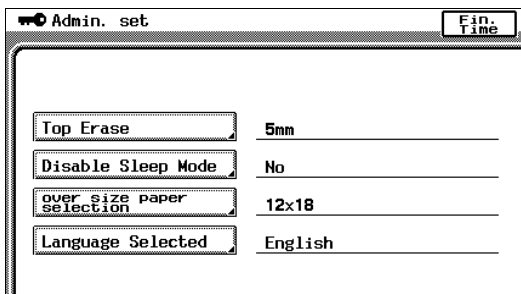 Admin. set
Fin.
Time
Top Erase 5mm
Disable Sleep Mode No
over size paper
selection 12x18
Language Selected English